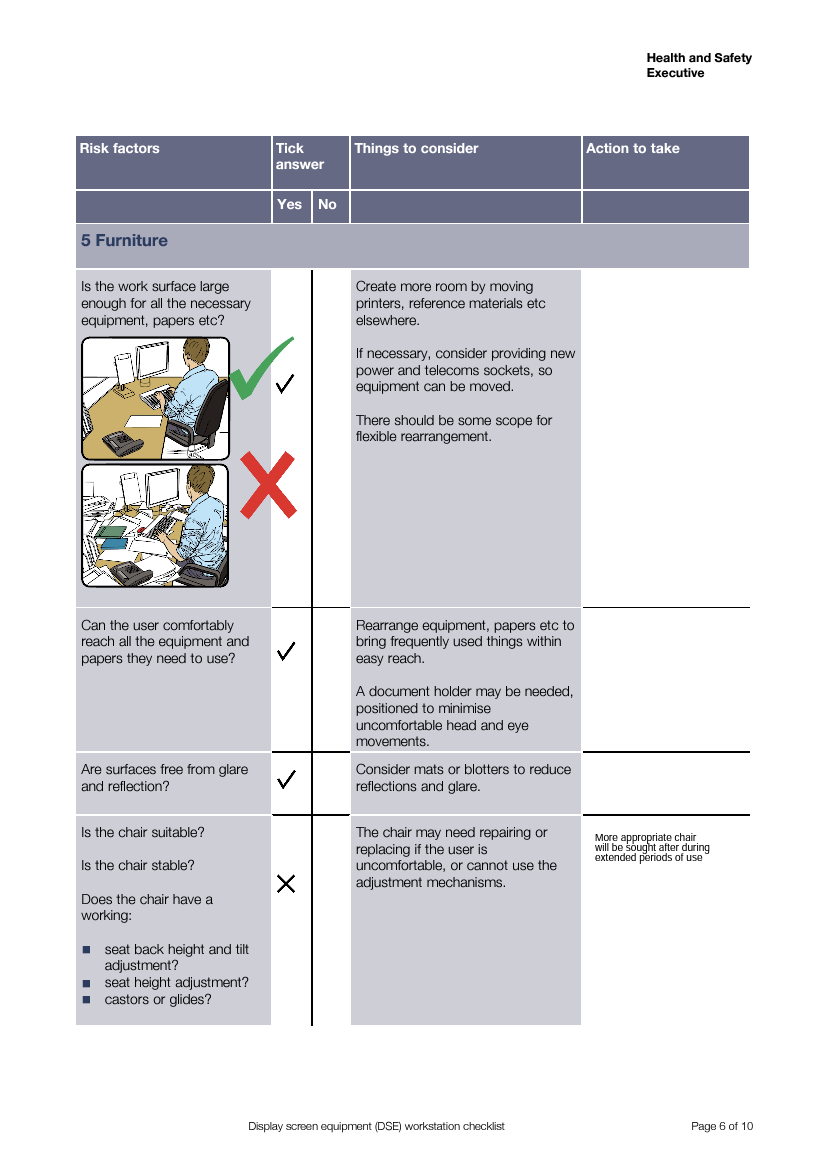 Health and Safety
Executive
Risk factors
Tick
answer
Things to consider
Action to take
Yes
No
5 Furniture
Is the work surface large
enough for all the necessary
equipment, papers etc?
✓
Create more room by moving
printers, reference materials etc
elsewhere.
If necessary, consider providing new
power and telecoms sockets, so
equipment can be moved.
There should be some scope for
flexible rearrangement.
Can the user comfortably
reach all the equipment and
papers they need to use?
✓
Rearrange equipment, papers etc to
bring frequently used things within
easy reach.
A document holder may be needed,
positioned to minimise
uncomfortable head and eye
movements.
Are surfaces free from glare
and reflection?
✓
Consider mats or blotters to reduce
reflections and glare.
Is the chair suitable?
Is the chair stable?
Does the chair have a
working:
■ seat back height and tilt
adjustment?
■ seat height adjustment?
■ castors or glides?
✕
The chair may need repairing or
replacing if the user is
uncomfortable, or cannot use the
adjustment mechanisms.
More appropriate chair
will be sought after during
extended periods of use
Display screen equipment (DSE) workstation checklist
Page 6 of 10